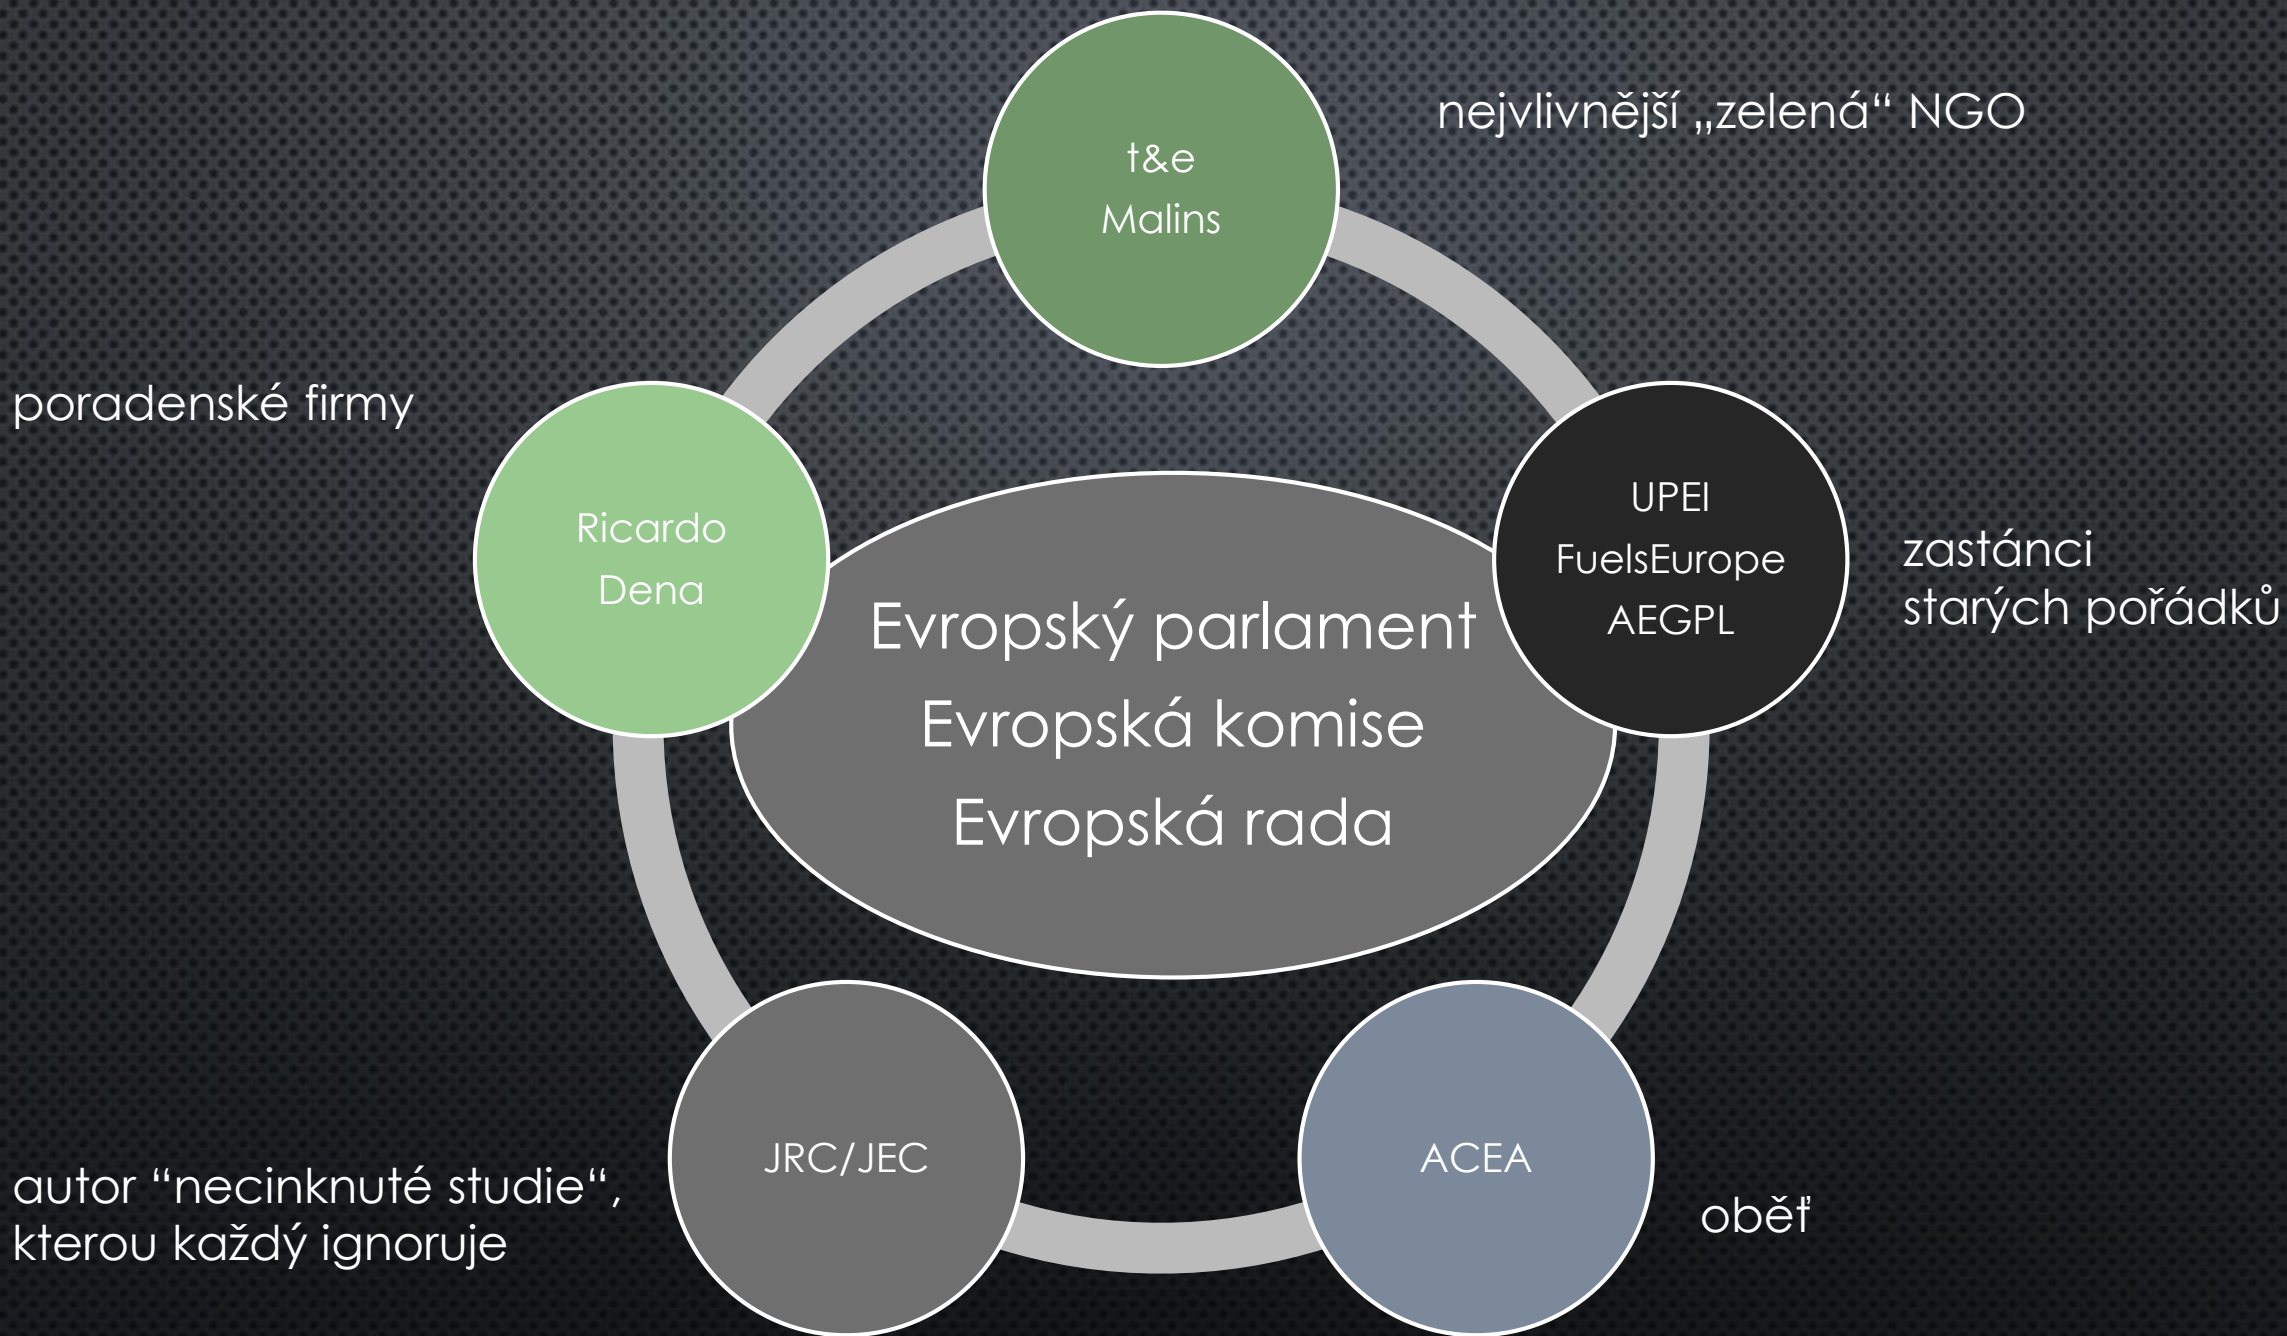 t&e
Malins
nejvlivnější „zelená“ NGO
poradenské firmy
Ricardo
Dena
UPEI
FuelsEurope
AEGPL
zastánci
starých pořádků
Evropský parlament
Evropská komise
Evropská rada
JRC/JEC
autor “necinknuté studie“,
kterou každý ignoruje
ACEA
oběť